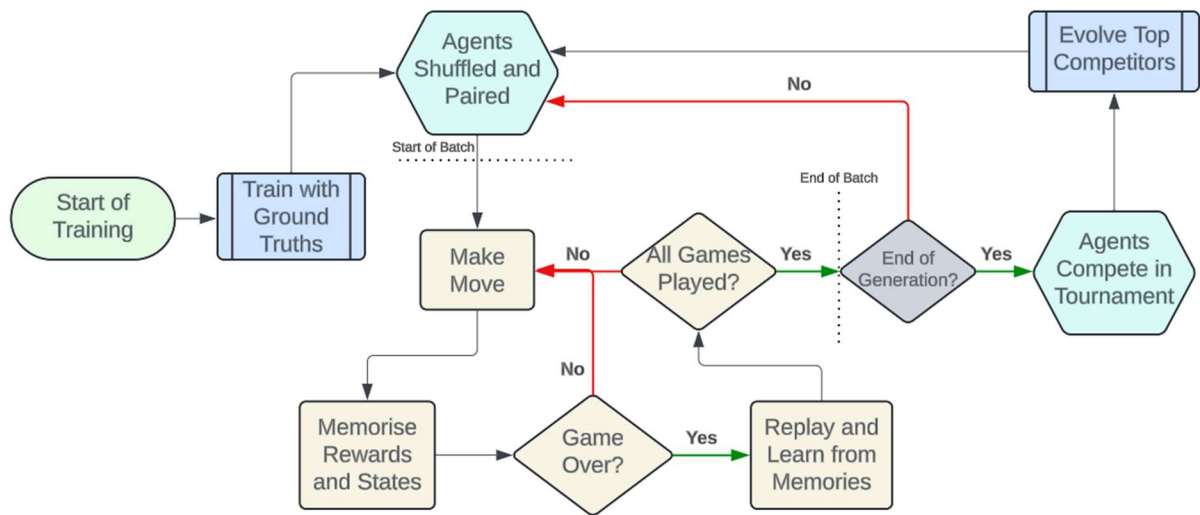 Agents
Shuffled and
Paired
Evolve Top
Competitors
No
Start of Batch
Start of
Training
Train with
Ground
Truths
End of Batch
Make
Move
No
All Games
Played?
Yes
End of
Generation?
Yes
Agents
Compete in
Tournament
No
Memorise
Rewards
and States
Game
Over?
Yes
Replay and
Learn from
Memories